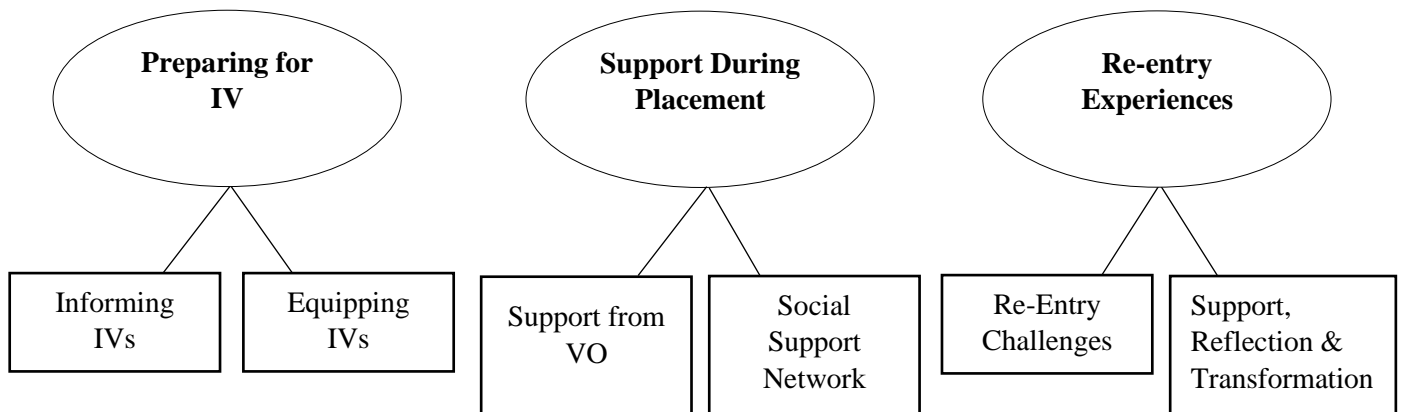 Preparing for
IV
Support During
Placement
Re-entry
Experiences
Informing
IVs
Equipping
IVs
Support from
VO
Social
Support
Network
Re-Entry
Challenges
Support,
Reflection &
Transformation